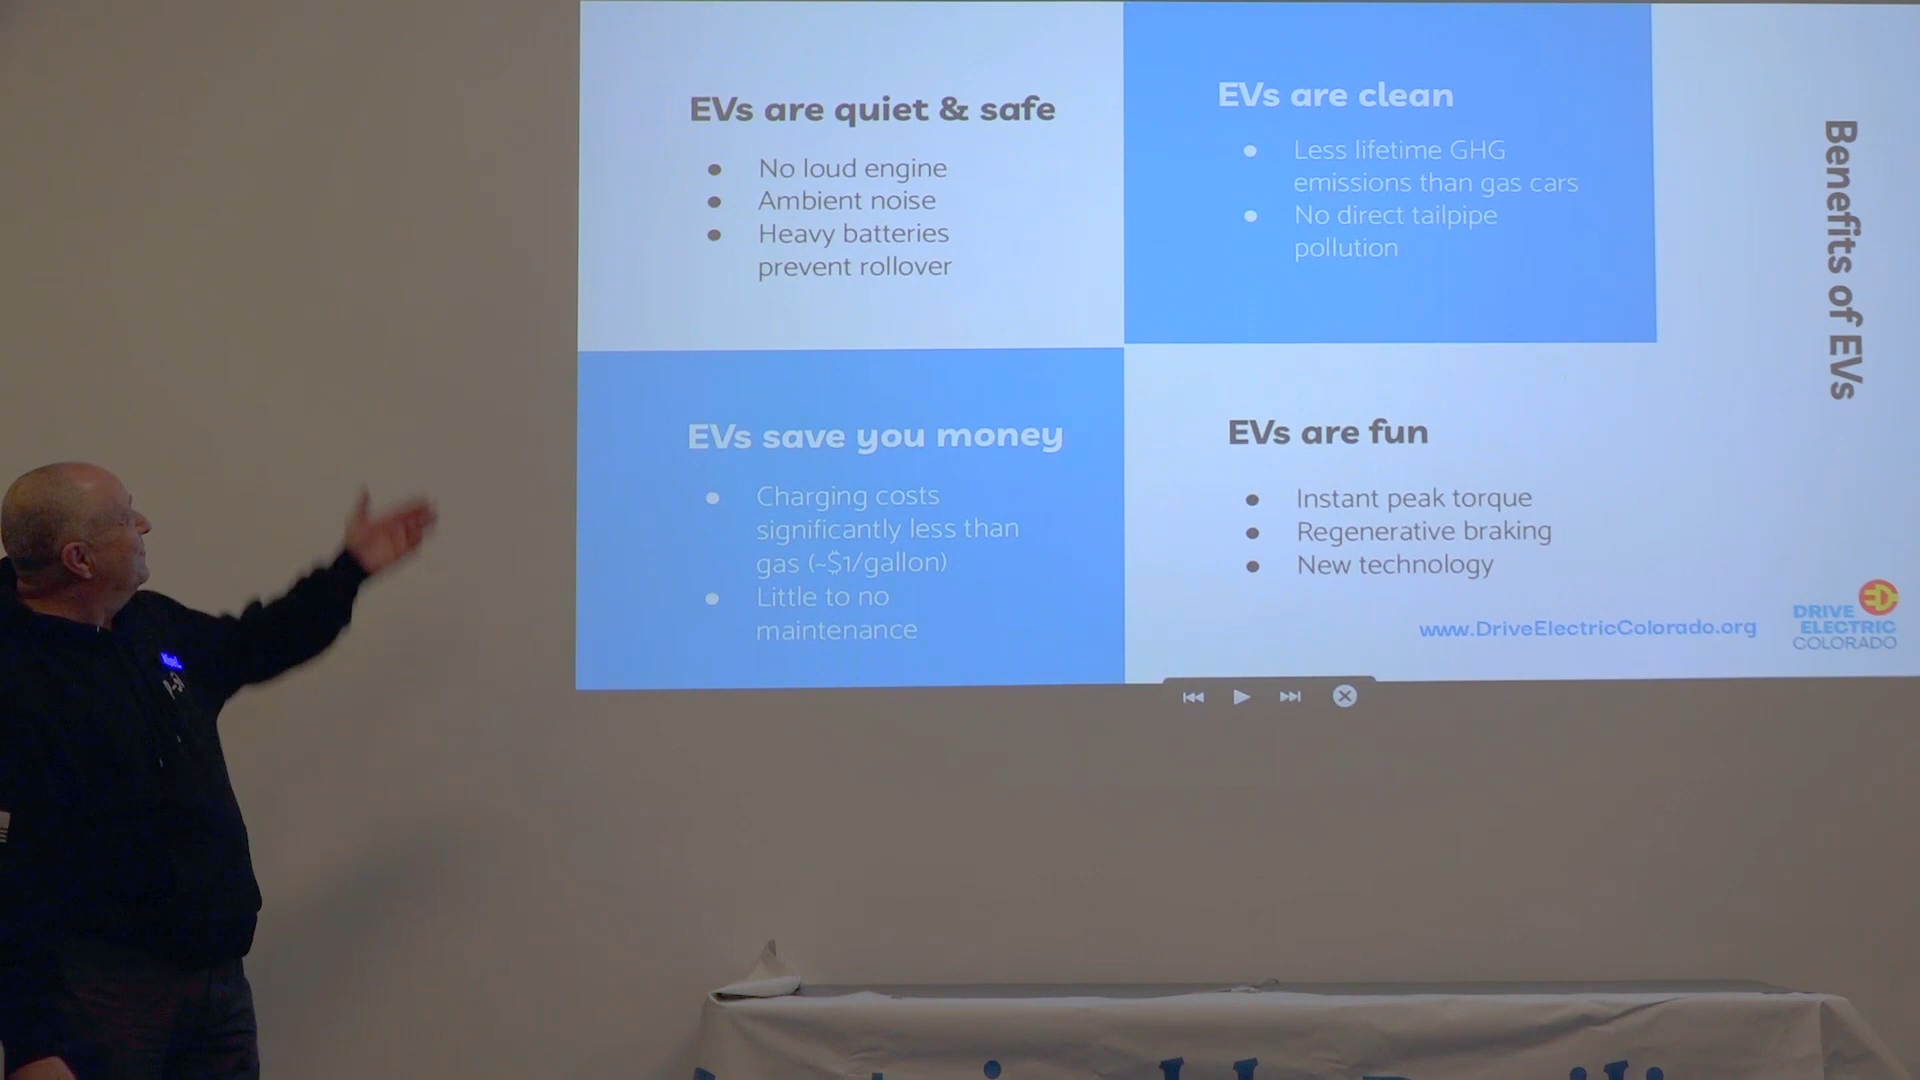 EVs are quiet & safe
No loud engine
Ambient noise
Heavy batteries
prevent rollover
EVs are clean
Less lifetime GHG
emissions than gas cars
No direct tailpipe
pollution
Benefits of EVs
EVs save you money
Charging costs
significantly less than
gas (~$1/gallon)
Little to no
maintenance
EVs are fun
Instant peak torque
Regenerative braking
New technology
www.DriveElectricColorado.org
DRIVE
ELECTRIC
COLORADO